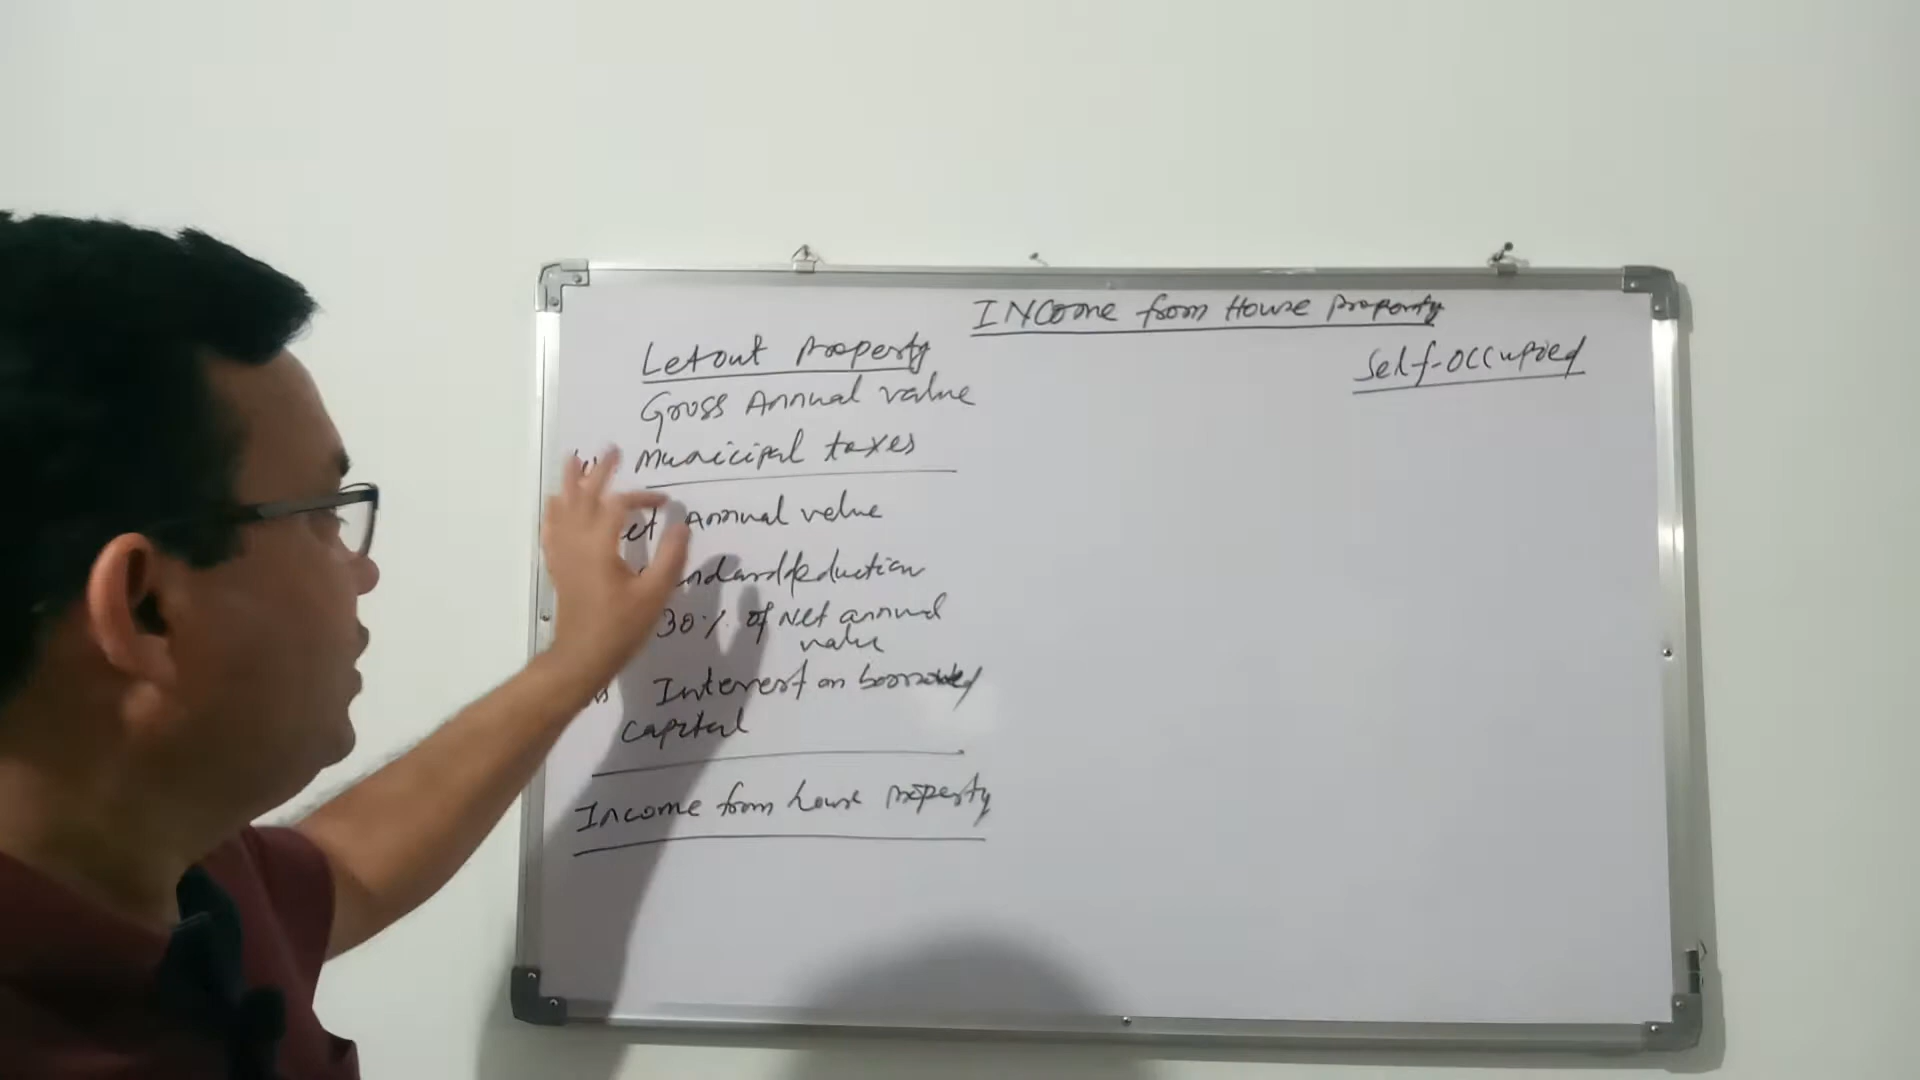 INCOME from House Property
Letout Property
Gross Annual value
Municipal taxes
Annual value
30% of Net annual
value
Interest on borrowed
capital
Income from house property
Self-occupied